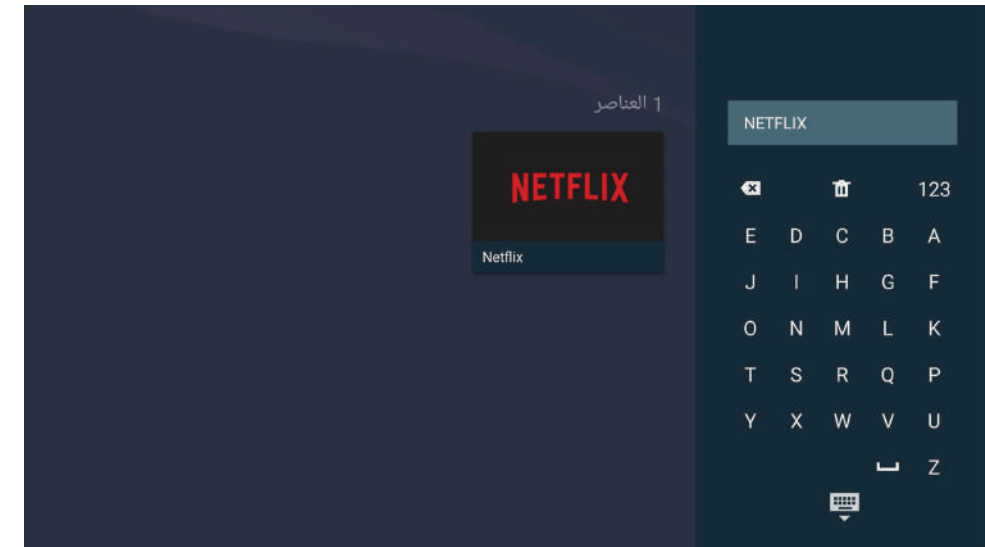 1 العناصر
NETFLIX
Netflix
NETFLIX
123
E D C B A
J I H G F
O N M L K
T S R Q P
Y X W V U
Z